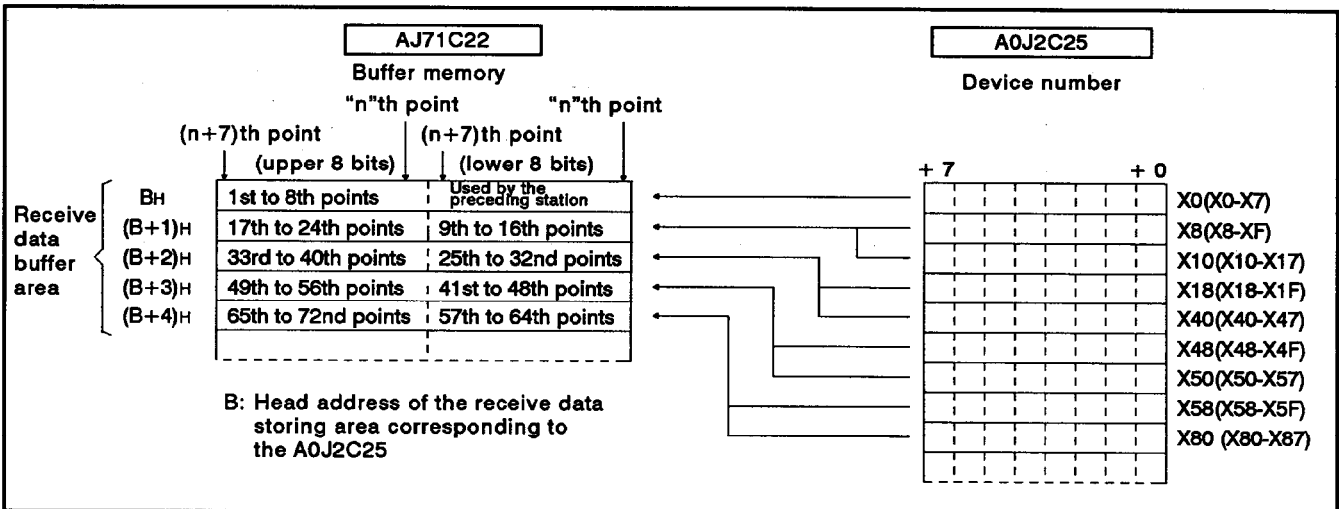 AJ71C22
Buffer memory
"n"th point "n"th point
(n+7)th point (n+7)th point
(upper 8 bits) (lower 8 bits)
Receive data buffer area
BH 1st to 8th points Used by the preceding station
(B+1)H 17th to 24th points 9th to 16th points
(B+2)H 33rd to 40th points 25th to 32nd points
(B+3)H 49th to 56th points 41st to 48th points
(B+4)H 65th to 72nd points 57th to 64th points
B: Head address of the receive data
storing area corresponding to
the A0J2C25
A0J2C25
Device number
+ 7 + 0
X0(X0-X7)
X8(X8-XF)
X10(X10-X17)
X18(X18-X1F)
X40(X40-X47)
X48(X48-X4F)
X50(X50-X57)
X58(X58-X5F)
X80 (X80-X87)